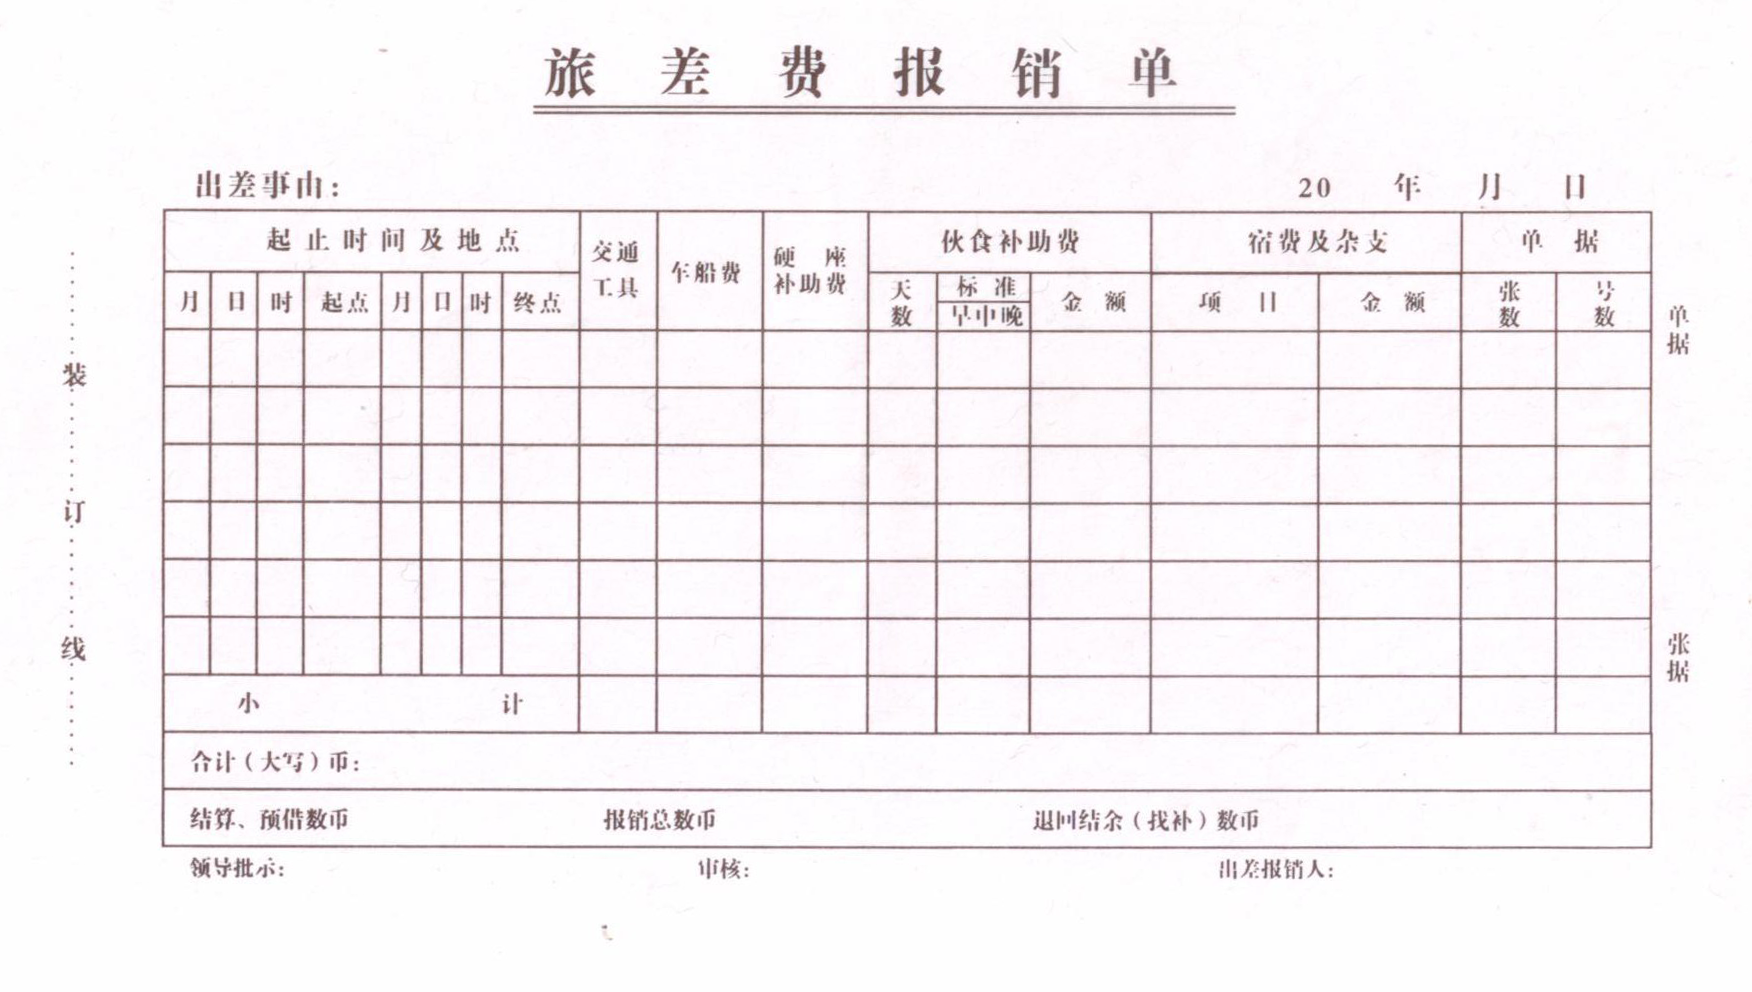 旅差费报销单
出差事由: 20 年 月 日
起止时间及地点 交通工具 车船费 硬座补助费 伙食补助费 宿费及杂支 单据
月 日 时 起点 月 日 时 终点 天数 标准 早中晚 金额 项目 金额 张数 号数
小计
合计(大写)币:
结算、预借数币 报销总数币 退回结余(找补)数币
领导批示: 审核: 出差报销人:
装订线
单据
张据